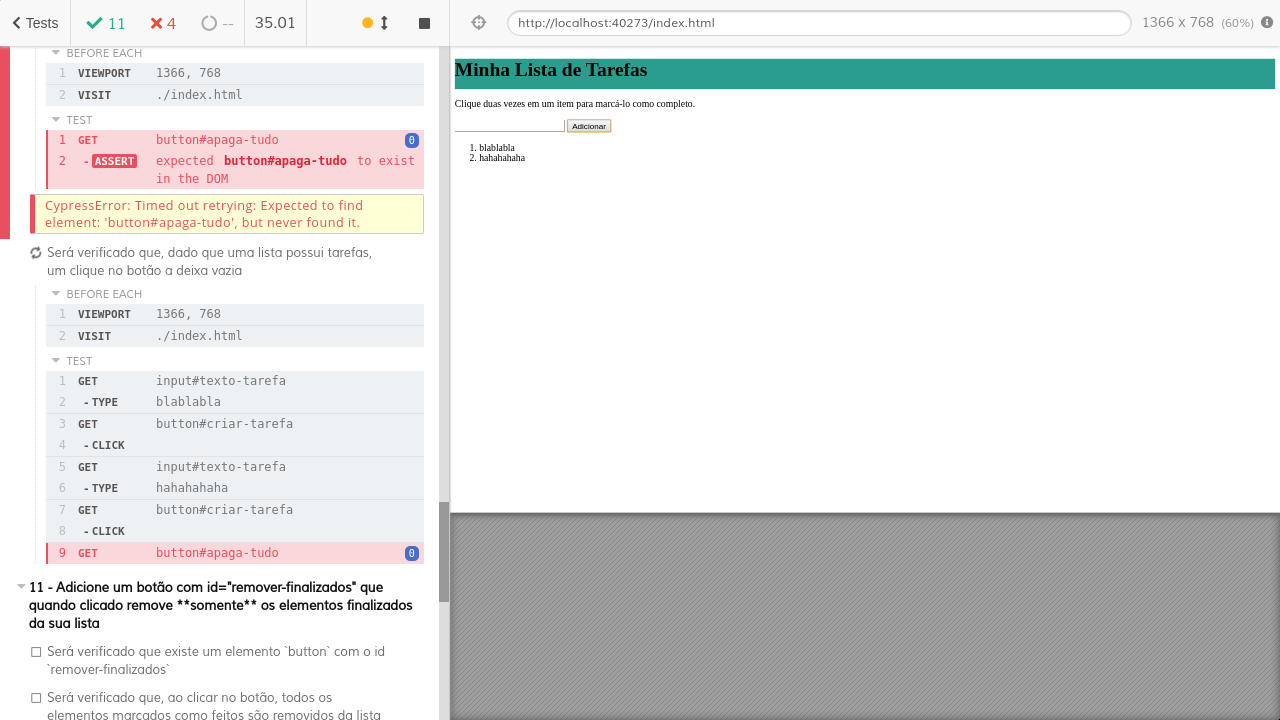 Tests 11 4 -- 35.01 http://localhost:40273/index.html 1366 x 768 (60%)
BEFORE EACH
1 VIEWPORT 1366, 768
2 VISIT ./index.html
TEST
1 GET button#apaga-tudo 0
2 -ASSERT expected button#apaga-tudo to exist
in the DOM
CypressError: Timed out retrying: Expected to find
element: 'button#apaga-tudo', but never found it.
Será verificado que, dado que uma lista possui tarefas,
um clique no botão a deixa vazia
BEFORE EACH
1 VIEWPORT 1366, 768
2 VISIT ./index.html
TEST
1 GET input#texto-tarefa
2 -TYPE blablabla
3 GET button#criar-tarefa
4 -CLICK
5 GET input#texto-tarefa
6 -TYPE hahahahaha
7 GET button#criar-tarefa
8 -CLICK
9 GET button#apaga-tudo 0
11 - Adicione um botão com id="remover-finalizados" que
quando clicado remove **somente** os elementos finalizados
da sua lista
Será verificado que existe um elemento `button` com o id
`remover-finalizados`
Será verificado que, ao clicar no botão, todos os
elementos marcados como feitos são removidos da lista
Minha Lista de Tarefas
Clique duas vezes em um item para marcá-lo como completo.
Adicionar
1. blablabla
2. hahahahaha